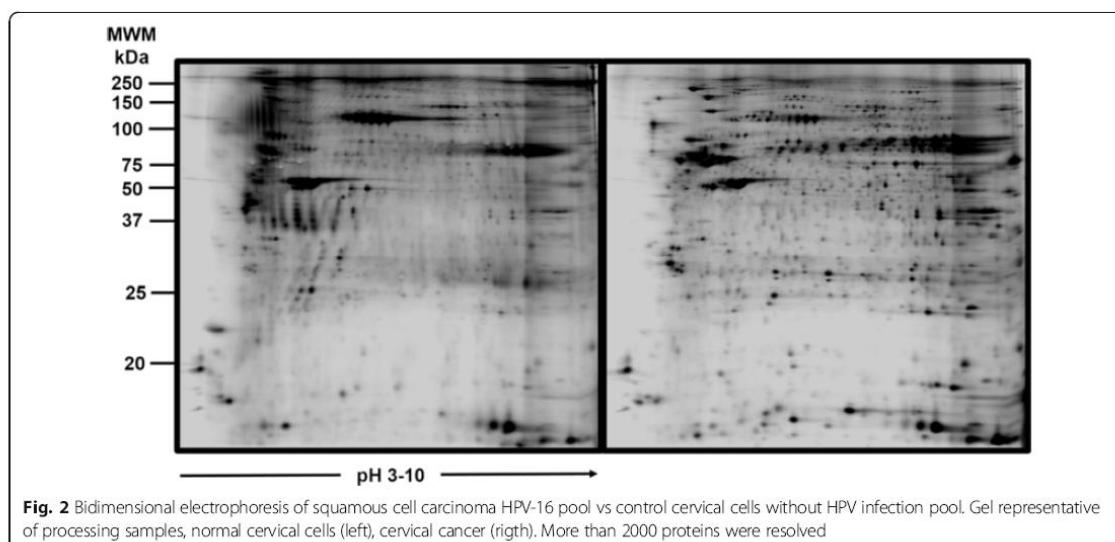 MWM
kDa
250
150
100
75
50
37
25
20
pH 3-10
Fig. 2 Bidimensional electrophoresis of squamous cell carcinoma HPV-16 pool vs control cervical cells without HPV infection pool. Gel representative
of processing samples, normal cervical cells (left), cervical cancer (rigth). More than 2000 proteins were resolved